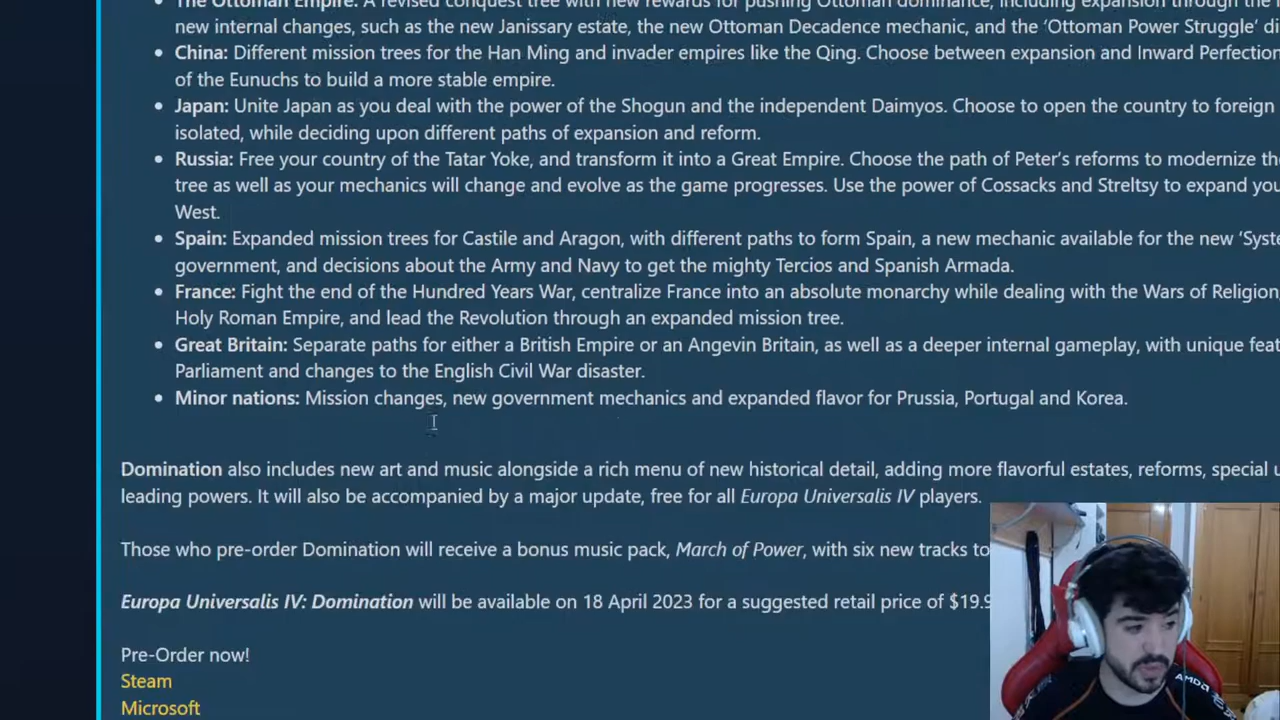 The Ottoman Empire: A revised conquest tree with new rewards for pushing Ottoman dominance, including expansion through the
new internal changes, such as the new Janissary estate, the new Ottoman Decadence mechanic, and the ‘Ottoman Power Struggle’
China: Different mission trees for the Han Ming and invader empires like the Qing. Choose between expansion and Inward Perfection
of the Eunuchs to build a more stable empire.
Japan: Unite Japan as you deal with the power of the Shogun and the independent Daimyos. Choose to open the country to foreign
isolated, while deciding upon different paths of expansion and reform.
Russia: Free your country of the Tatar Yoke, and transform it into a Great Empire. Choose the path of Peter’s reforms to modernize
tree as well as your mechanics will change and evolve as the game progresses. Use the power of Cossacks and Streltsy to expand
West.
Spain: Expanded mission trees for Castile and Aragon, with different paths to form Spain, a new mechanic available for the new
government, and decisions about the Army and Navy to get the mighty Tercios and Spanish Armada.
France: Fight the end of the Hundred Years War, centralize France into an absolute monarchy while dealing with the Wars of Religion,
Holy Roman Empire, and lead the Revolution through an expanded mission tree.
Great Britain: Separate paths for either a British Empire or an Angevin Britain, as well as a deeper internal gameplay, with unique
Parliament and changes to the English Civil War disaster.
Minor nations: Mission changes, new government mechanics and expanded flavor for Prussia, Portugal and Korea.
Domination also includes new art and music alongside a rich menu of new historical detail, adding more flavorful estates, reforms, special
leading powers. It will also be accompanied by a major update, free for all Europa Universalis IV players.
Those who pre-order Domination will receive a bonus music pack, March of Power, with six new tracks to
Europa Universalis IV: Domination will be available on 18 April 2023 for a suggested retail price of $19.9
Pre-Order now!
Steam
Microsoft
AMD